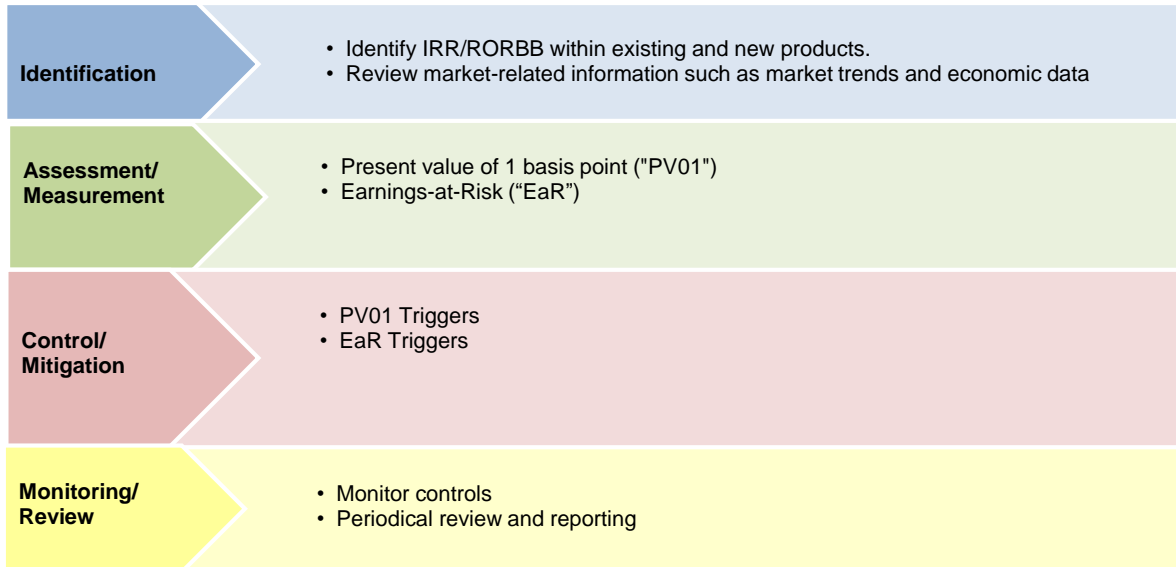 Identification
• Identify IRR/RORBB within existing and new products.
• Review market-related information such as market trends and economic data
Assessment/
Measurement
• Present value of 1 basis point ("PV01")
• Earnings-at-Risk (“EaR”)
Control/
Mitigation
• PV01 Triggers
• EaR Triggers
Monitoring/
Review
• Monitor controls
• Periodical review and reporting